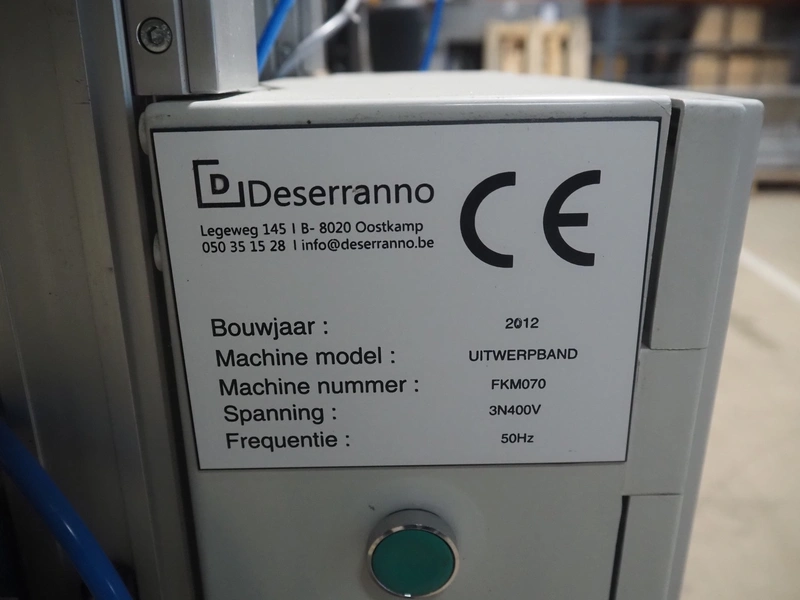 D Deserranno
Legeweg 145 I B- 8020 Oostkamp
050 35 15 28 I info@deserranno.be
CE
Bouwjaar : 2012
Machine model : UITWERPBAND
Machine nummer : FKM070
Spanning : 3N400V
Frequentie : 50Hz